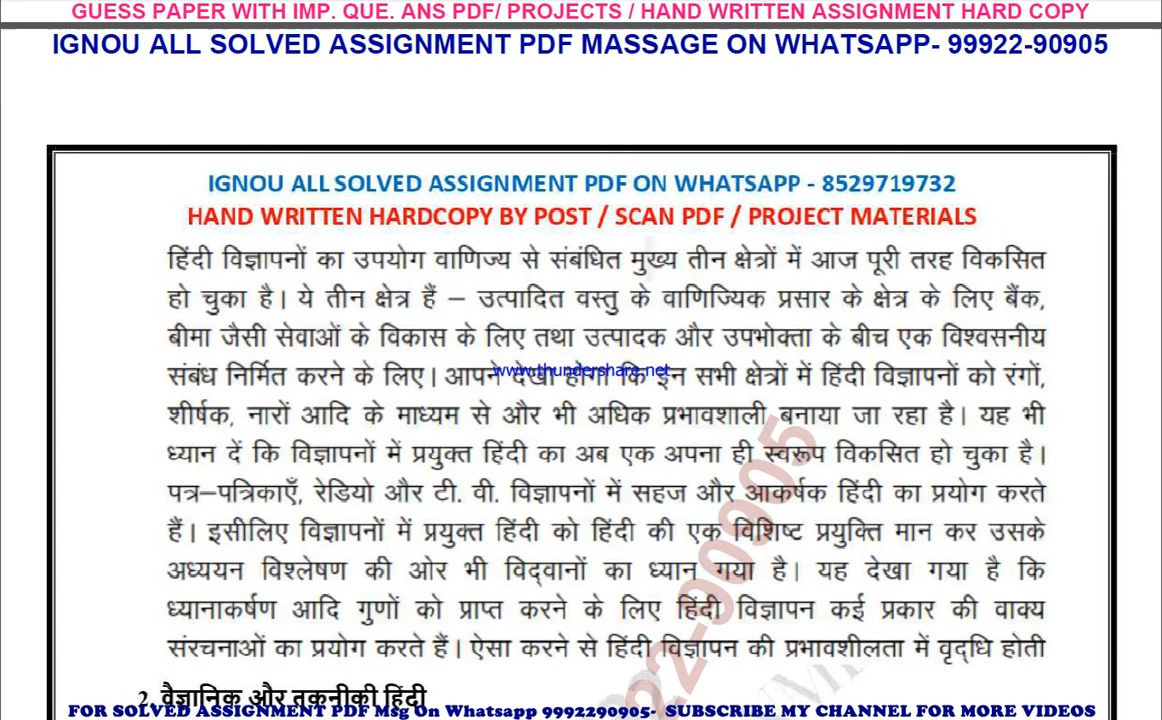 GUESS PAPER WITH IMP. QUE. ANS PDF/ PROJECTS / HAND WRITTEN ASSIGNMENT HARD COPY
IGNOU ALL SOLVED ASSIGNMENT PDF MASSAGE ON WHATSAPP- 99922-90905
IGNOU ALL SOLVED ASSIGNMENT PDF ON WHATSAPP - 8529719732
HAND WRITTEN HARDCOPY BY POST / SCAN PDF / PROJECT MATERIALS
हिंदी विज्ञापनों का उपयोग वाणिज्य से संबंधित मुख्य तीन क्षेत्रों में आज पूरी तरह विकसित
हो चुका है। ये तीन क्षेत्र हैं – उत्पादित वस्तु के वाणिज्यिक प्रसार के क्षेत्र के लिए बैंक,
बीमा जैसी सेवाओं के विकास के लिए तथा उत्पादक और उपभोक्ता के बीच एक विश्वसनीय
संबंध निर्मित करने के लिए। आपने देखा होगा कि इन सभी क्षेत्रों में हिंदी विज्ञापनों को रंगों,
www.thundershare.net
शीर्षक, नारों आदि के माध्यम से और भी अधिक प्रभावशाली बनाया जा रहा है। यह भी
ध्यान दें कि विज्ञापनों में प्रयुक्त हिंदी का अब एक अपना ही स्वरूप विकसित हो चुका है।
पत्र–पत्रिकाएँ, रेडियो और टी. वी. विज्ञापनों में सहज और आकर्षक हिंदी का प्रयोग करते
हैं। इसीलिए विज्ञापनों में प्रयुक्त हिंदी को हिंदी की एक विशिष्ट प्रयुक्ति मान कर उसके
अध्ययन विश्लेषण की ओर भी विद्वानों का ध्यान गया है। यह देखा गया है कि
ध्यानाकर्षण आदि गुणों को प्राप्त करने के लिए हिंदी विज्ञापन कई प्रकार की वाक्य
संरचनाओं का प्रयोग करते हैं। ऐसा करने से हिंदी विज्ञापन की प्रभावशीलता में वृद्धि होती
22-90905
2. वैज्ञानिक और तकनीकी हिंदी
FOR SOLVED ASSIGNMENT PDF Msg On Whatsapp 9992290905- SUBSCRIBE MY CHANNEL FOR MORE VIDEOS